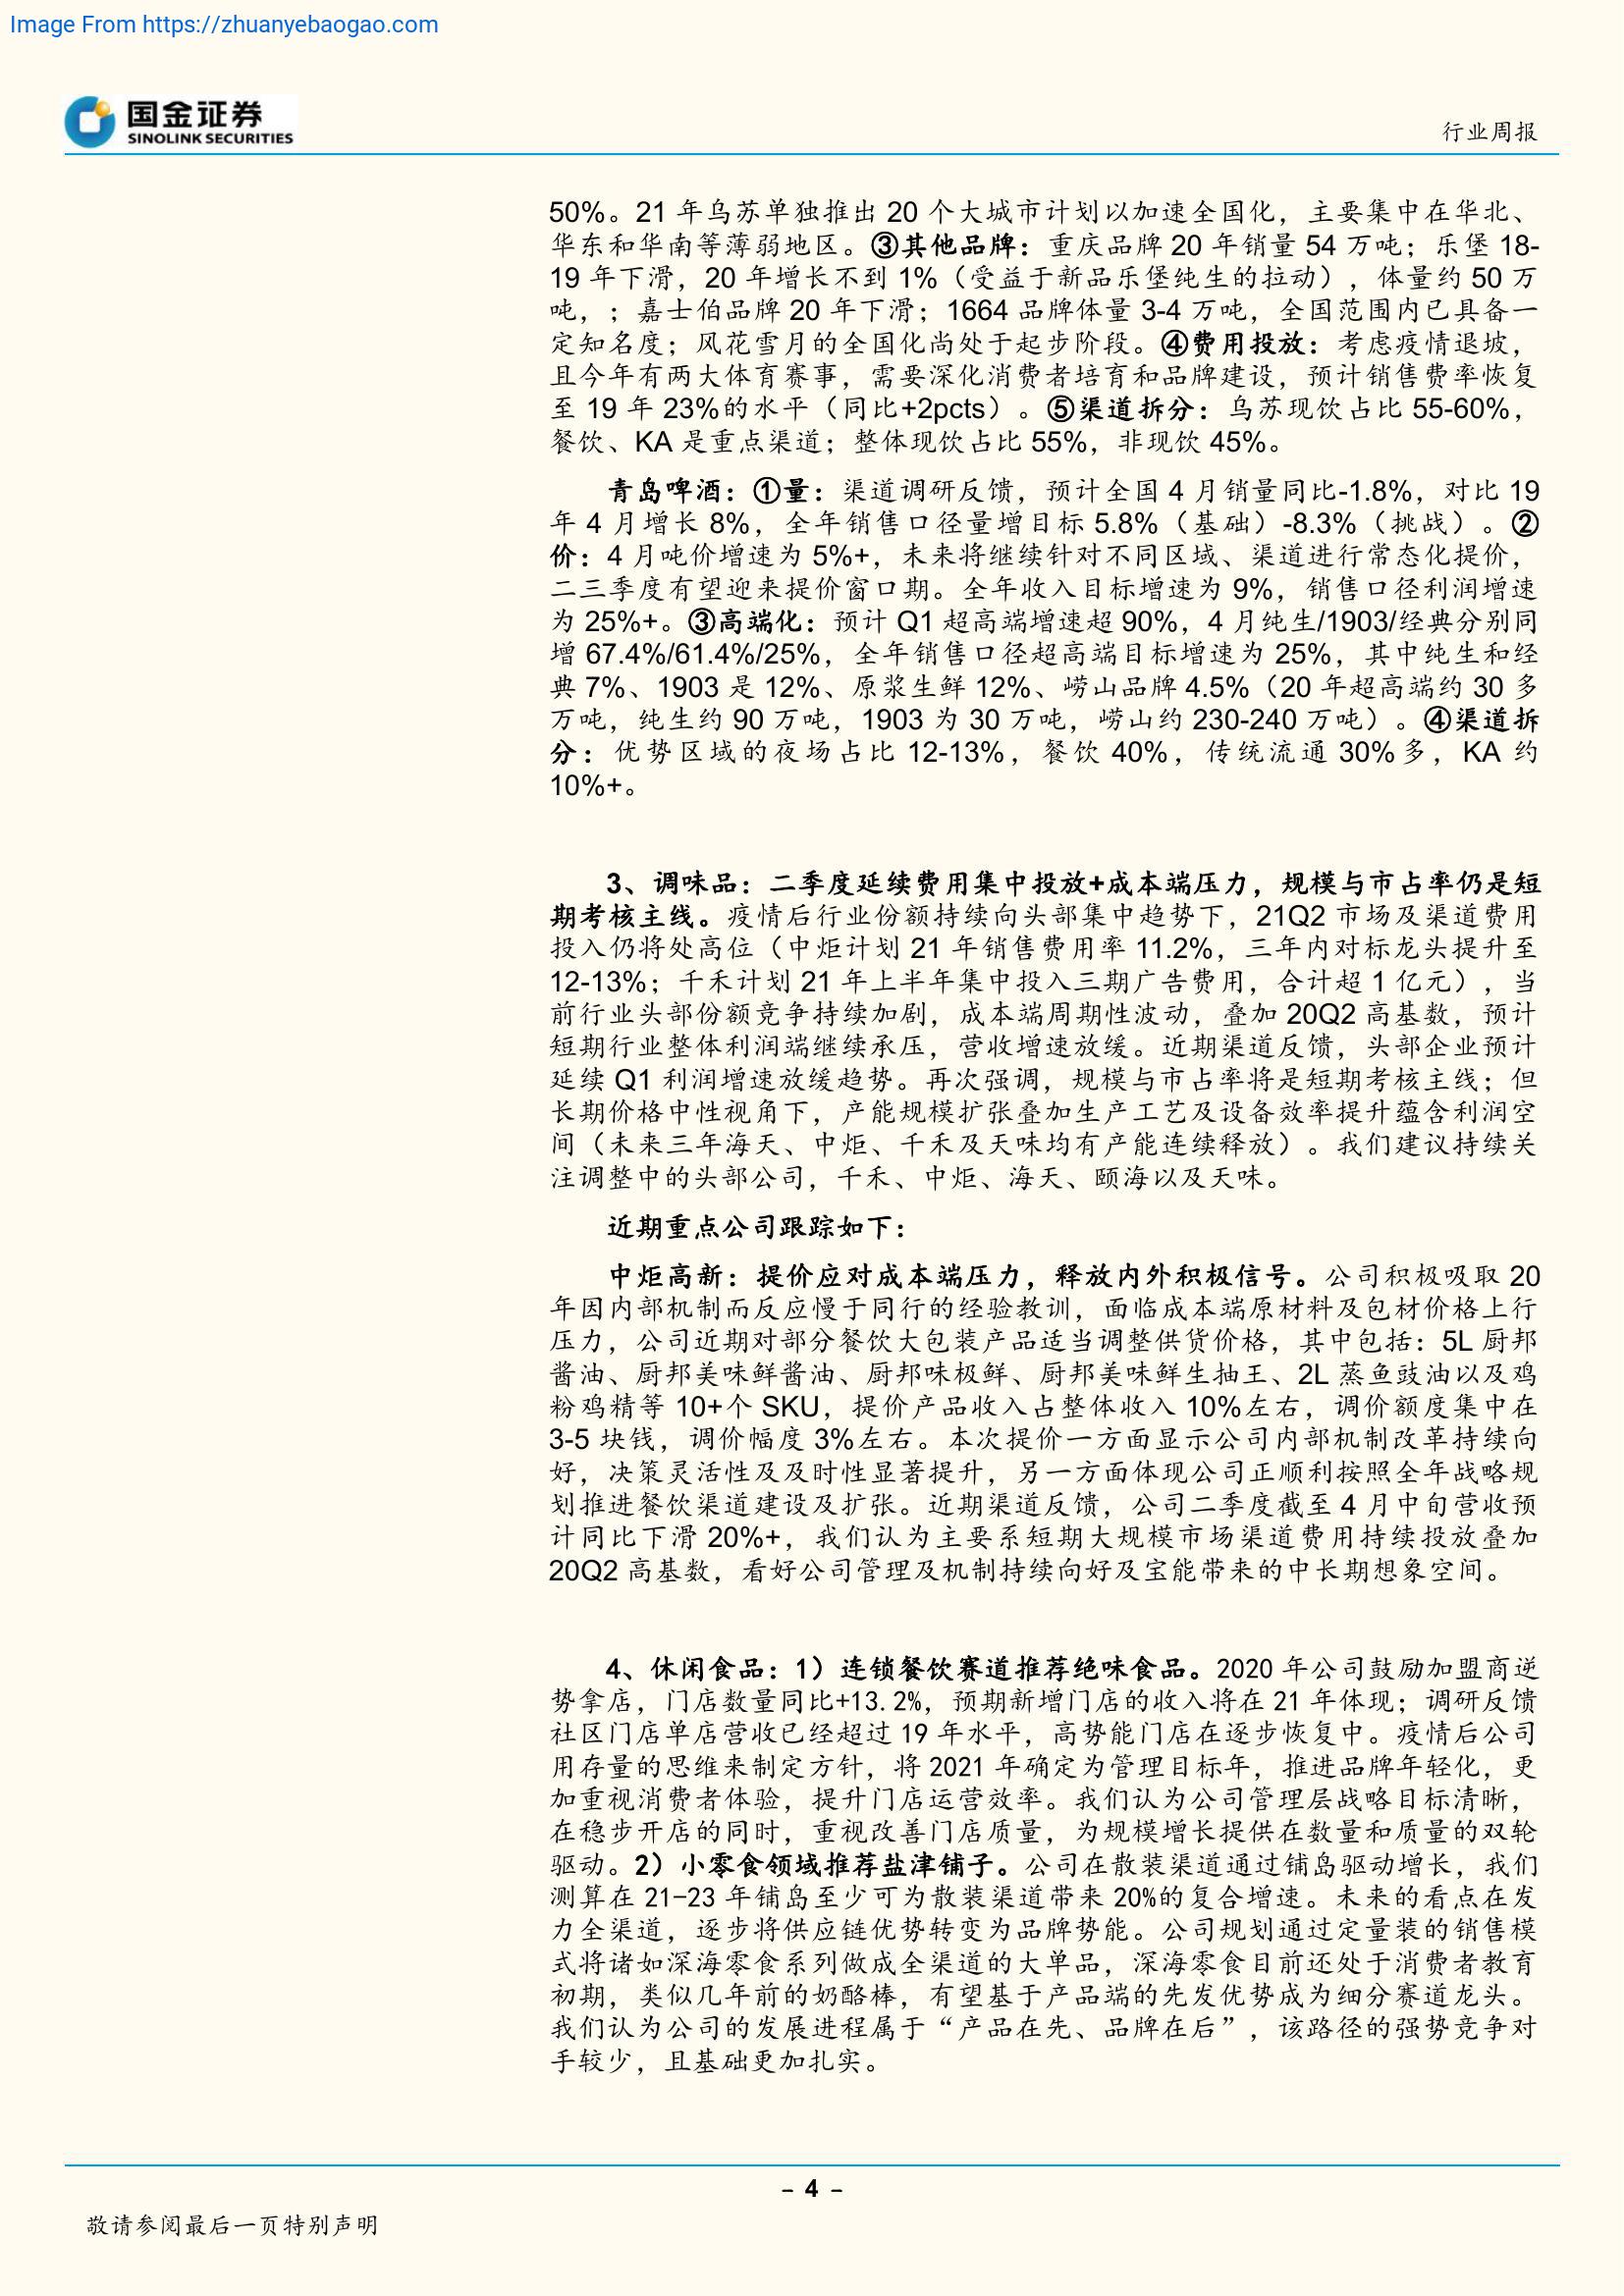 Image From https://zhuanyebaogao.com
国金证券
SINOLINK SECURITIES
行业周报
50%。21 年乌苏单独推出 20 个大城市计划以加速全国化，主要集中在华北、
华东和华南等薄弱地区。③其他品牌：重庆品牌 20 年销量 54 万吨；乐堡 18-
19 年下滑，20 年增长不到 1%（受益于新品乐堡纯生的拉动），体量约 50 万
吨，；嘉士伯品牌 20 年下滑；1664 品牌体量 3-4 万吨，全国范围内已具备一
定知名度；风花雪月的全国化尚处于起步阶段。④费用投放：考虑疫情退坡，
且今年有两大体育赛事，需要深化消费者培育和品牌建设，预计销售费率恢复
至 19 年 23%的水平（同比+2pcts）。⑤渠道拆分：乌苏现饮占比 55-60%，
餐饮、KA 是重点渠道；整体现饮占比 55%，非现饮 45%。
青岛啤酒：①量：渠道调研反馈，预计全国 4 月销量同比-1.8%，对比 19
年 4 月增长 8%，全年销售口径量增目标 5.8%（基础）-8.3%（挑战）。②
价：4 月吨价增速为 5%+，未来将继续针对不同区域、渠道进行常态化提价，
二三季度有望迎来提价窗口期。全年收入目标增速为 9%，销售口径利润增速
为 25%+。③高端化：预计 Q1 超高端增速超 90%，4 月纯生/1903/经典分别同
增 67.4%/61.4%/25%，全年销售口径超高端目标增速为 25%，其中纯生和经
典 7%、1903 是 12%、原浆生鲜 12%、崂山品牌 4.5%（20 年超高端约 30 多
万吨，纯生约 90 万吨，1903 为 30 万吨，崂山约 230-240 万吨）。④渠道拆
分：优势区域的夜场占比 12-13%，餐饮 40%，传统流通 30%多，KA 约
10%+。
3、调味品：二季度延续费用集中投放+成本端压力，规模与市占率仍是短
期考核主线。疫情后行业份额持续向头部集中趋势下，21Q2 市场及渠道费用
投入仍将处高位（中炬计划 21 年销售费用率 11.2%，三年内对标龙头提升至
12-13%；千禾计划 21 年上半年集中投入三期广告费用，合计超 1 亿元），当
前行业头部份额竞争持续加剧，成本端周期性波动，叠加 20Q2 高基数，预计
短期行业整体利润端继续承压，营收增速放缓。近期渠道反馈，头部企业预计
延续 Q1 利润增速放缓趋势。再次强调，规模与市占率将是短期考核主线；但
长期价格中性视角下，产能规模扩张叠加生产工艺及设备效率提升蕴含利润空
间（未来三年海天、中炬、千禾及天味均有产能连续释放）。我们建议持续关
注调整中的头部公司，千禾、中炬、海天、颐海以及天味。
近期重点公司跟踪如下：
中炬高新：提价应对成本端压力，释放内外积极信号。公司积极吸取 20
年因内部机制而反应慢于同行的经验教训，面临成本端原材料及包材价格上行
压力，公司近期对部分餐饮大包装产品适当调整供货价格，其中包括：5L 厨邦
酱油、厨邦美味鲜酱油、厨邦味极鲜、厨邦美味鲜生抽王、2L 蒸鱼豉油以及鸡
粉鸡精等 10+个 SKU，提价产品收入占整体收入 10%左右，调价额度集中在
3-5 块钱，调价幅度 3%左右。本次提价一方面显示公司内部机制改革持续向
好，决策灵活性及及时性显著提升，另一方面体现公司正顺利按照全年战略规
划推进餐饮渠道建设及扩张。近期渠道反馈，公司二季度截至 4 月中旬营收预
计同比下滑 20%+，我们认为主要系短期大规模市场渠道费用持续投放叠加
20Q2 高基数，看好公司管理及机制持续向好及宝能带来的中长期想象空间。
4、休闲食品：1）连锁餐饮赛道推荐绝味食品。2020 年公司鼓励加盟商逆
势拿店，门店数量同比+13.2%，预期新增门店的收入将在 21 年体现；调研反馈
社区门店单店营收已经超过 19 年水平，高势能门店在逐步恢复中。疫情后公司
用存量的思维来制定方针，将 2021 年确定为管理目标年，推进品牌年轻化，更
加重视消费者体验，提升门店运营效率。我们认为公司管理层战略目标清晰，
在稳步开店的同时，重视改善门店质量，为规模增长提供在数量和质量的双轮
驱动。2）小零食领域推荐盐津铺子。公司在散装渠道通过铺岛驱动增长，我们
测算在 21-23 年铺岛至少可为散装渠道带来 20%的复合增速。未来的看点在发
力全渠道，逐步将供应链优势转变为品牌势能。公司规划通过定量装的销售模
式将诸如深海零食系列做成全渠道的大单品，深海零食目前还处于消费者教育
初期，类似几年前的奶酪棒，有望基于产品端的先发优势成为细分赛道龙头。
我们认为公司的发展进程属于“产品在先、品牌在后”，该路径的强势竞争对
手较少，且基础更加扎实。
- 4 -
敬请参阅最后一页特别声明